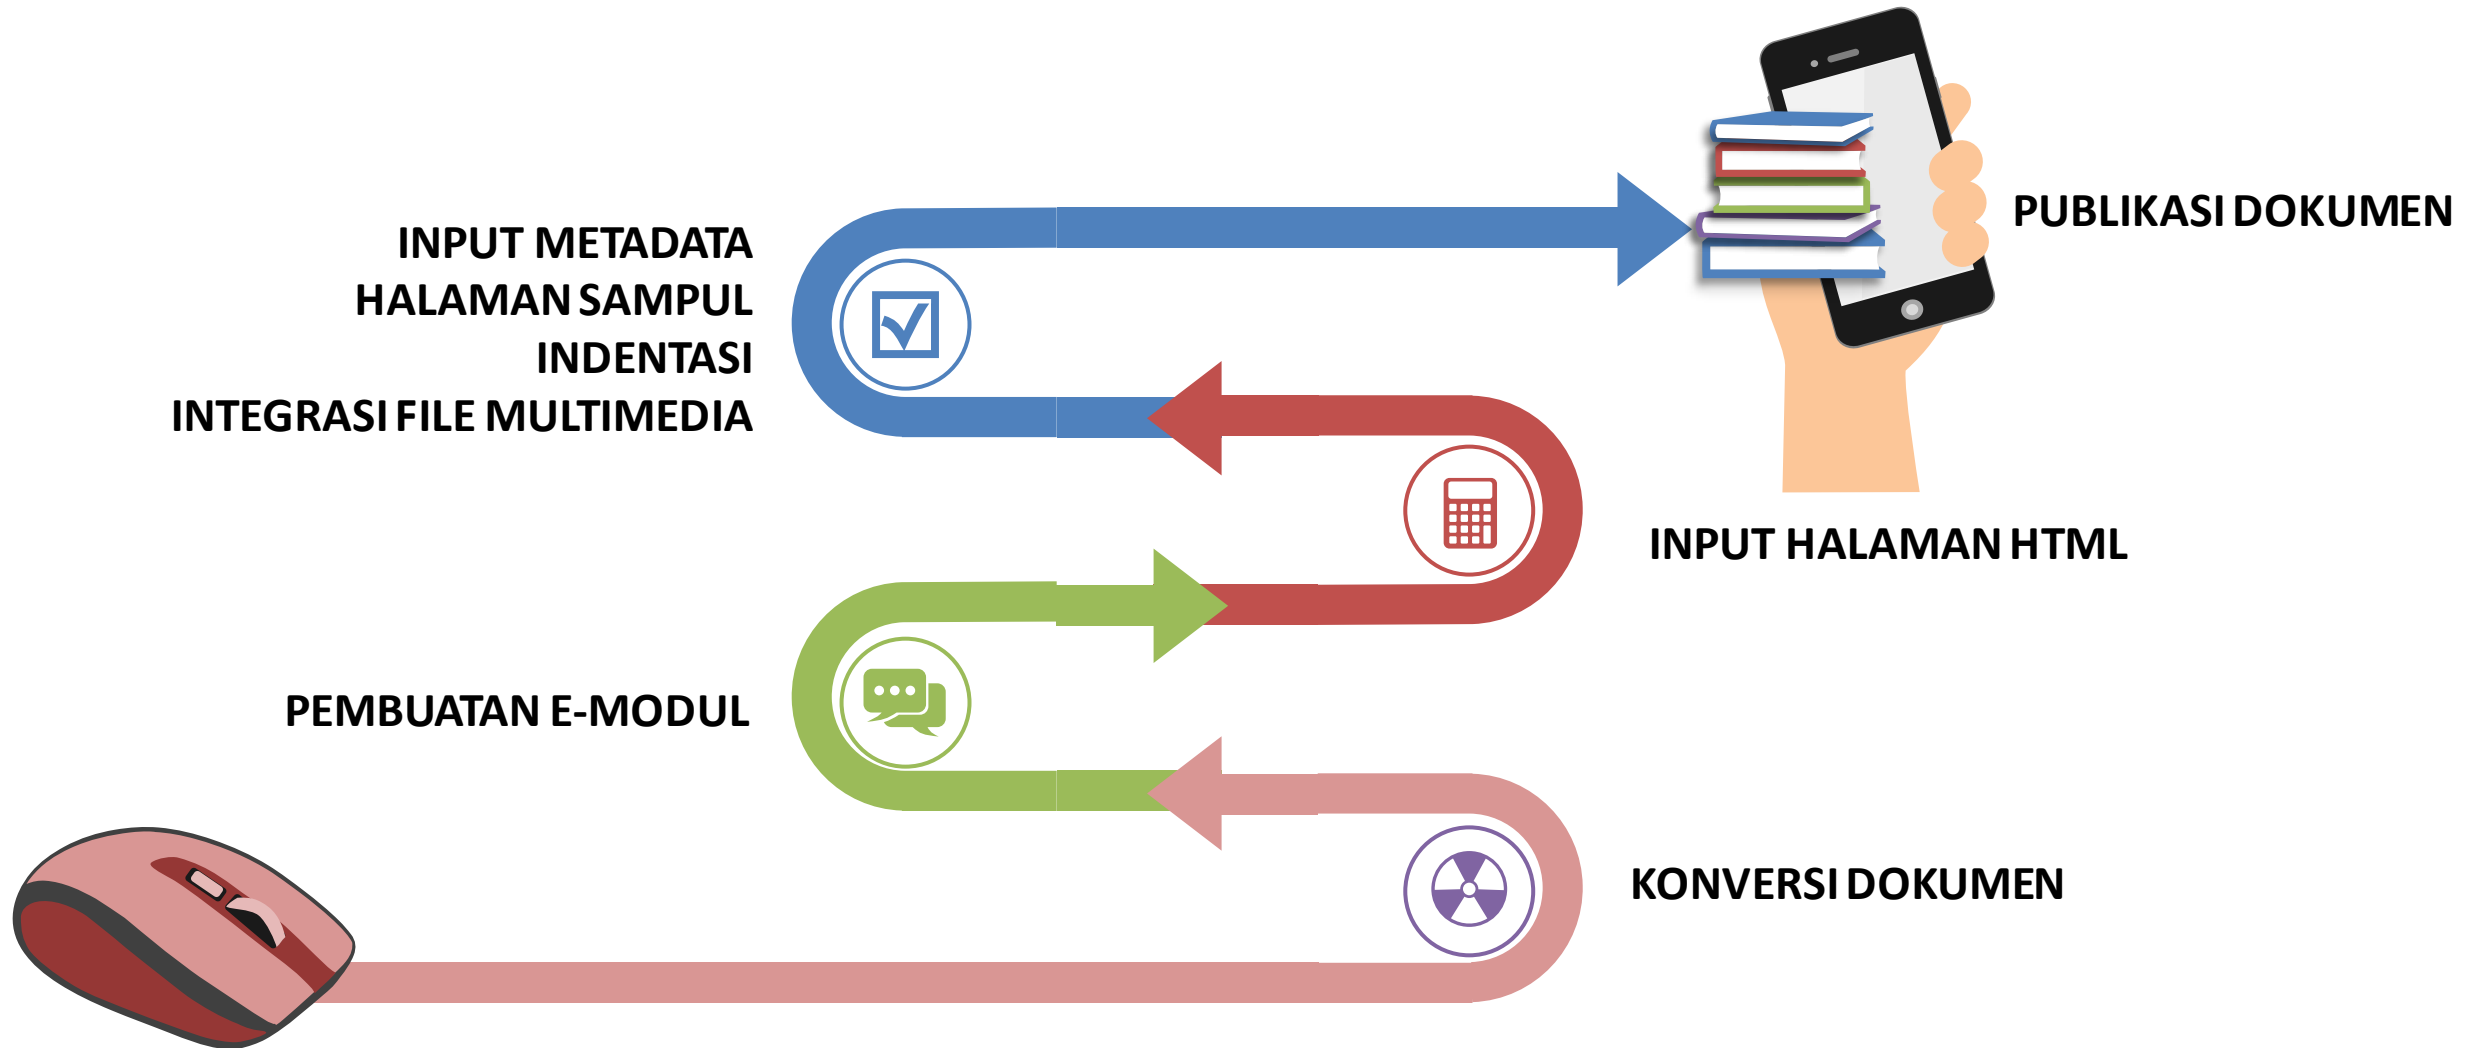 INPUT METADATA
HALAMAN SAMPUL
INDENTASI
INTEGRASI FILE MULTIMEDIA
PUBLIKASI DOKUMEN
INPUT HALAMAN HTML
PEMBUATAN E-MODUL
KONVERSI DOKUMEN